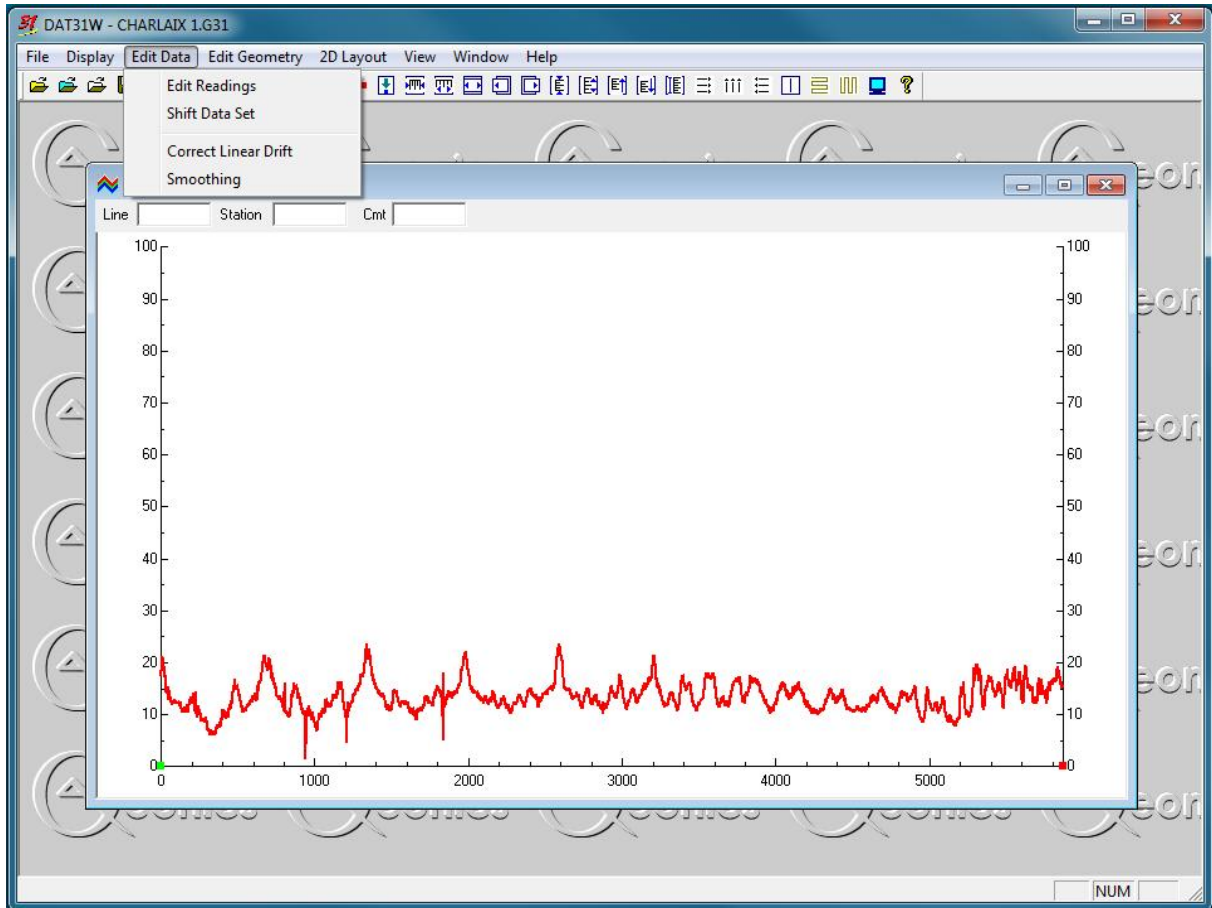 DAT31W - CHARLAIX 1.G31
File Display Edit Data Edit Geometry 2D Layout View Window Help
Edit Readings
Shift Data Set
Correct Linear Drift
Smoothing
Line Station Cmt
100 100
90 90
80 80
70 70
60 60
50 50
40 40
30 30
20 20
10 10
0 0
0 1000 2000 3000 4000 5000
NUM